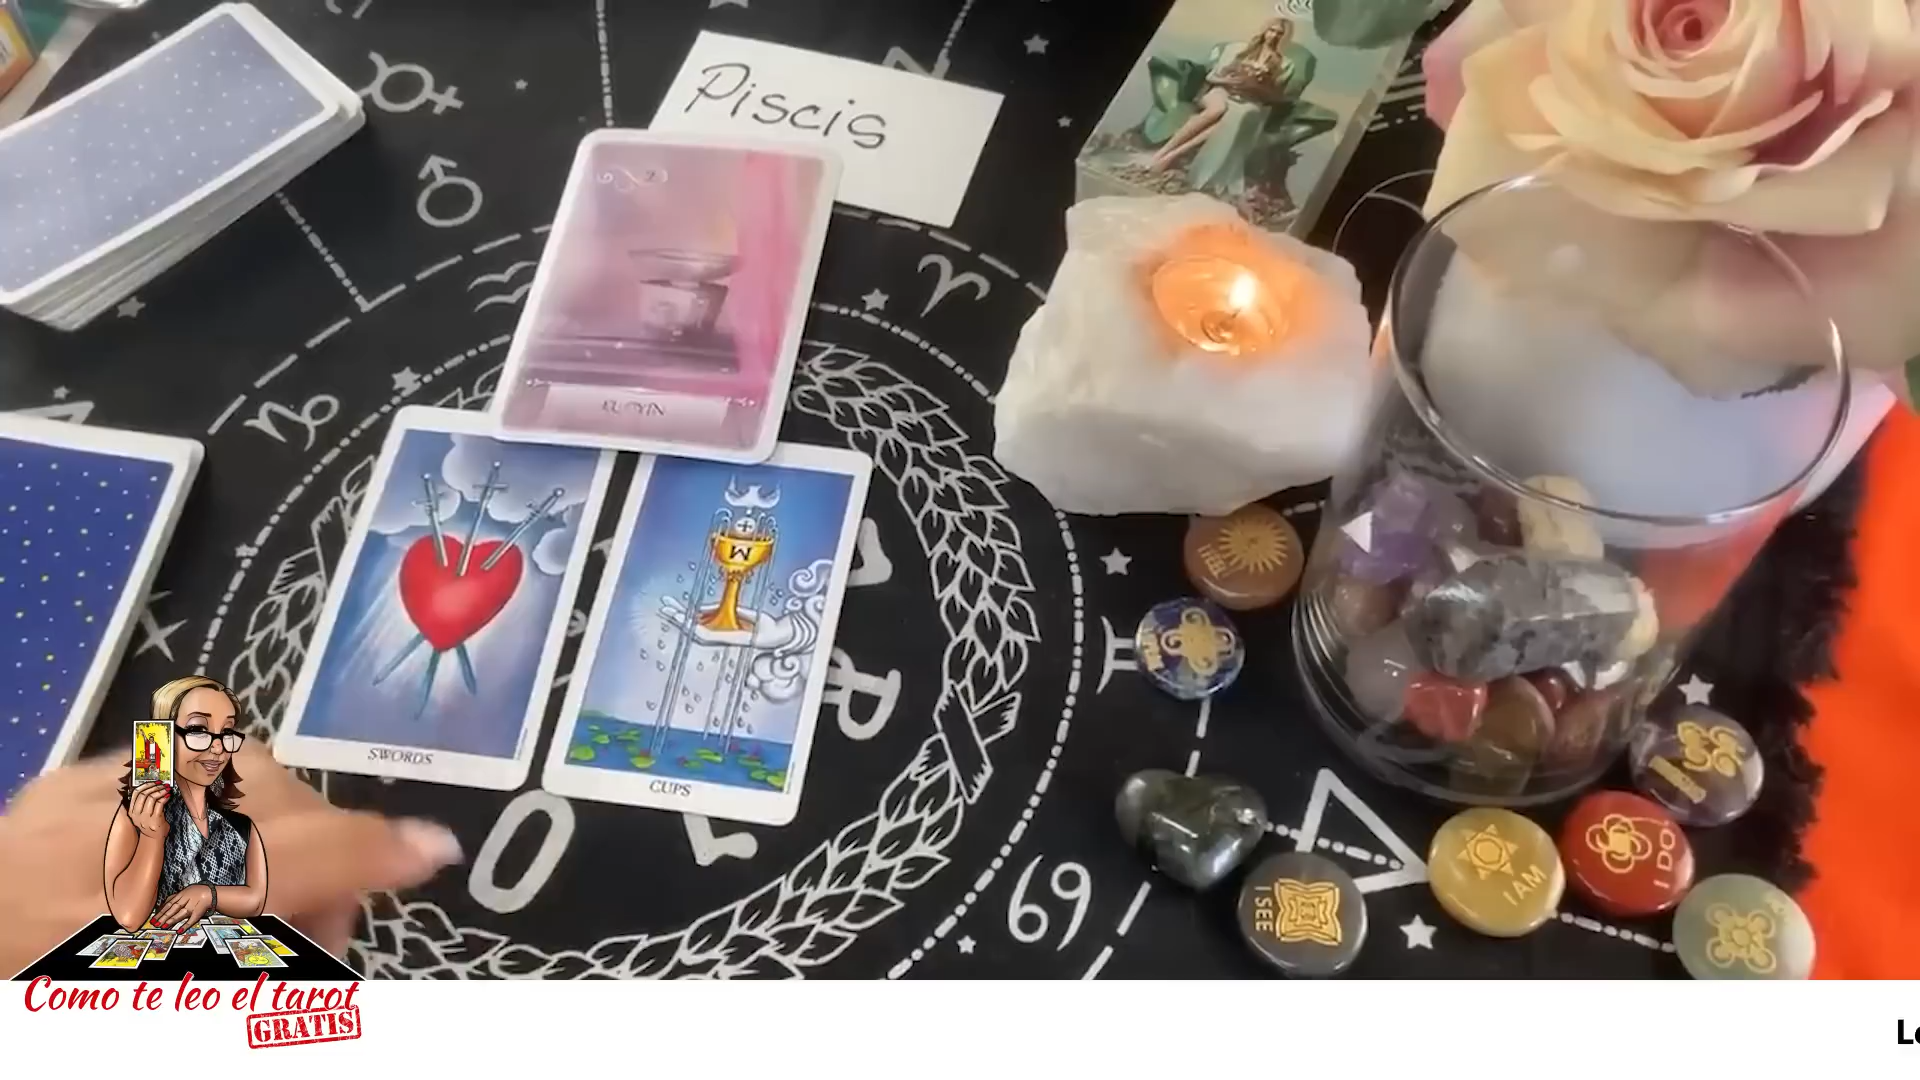 Piscis
SWORDS
CUPS
I SEE
I AM
I DO
Como te leo el tarot
GRATIS